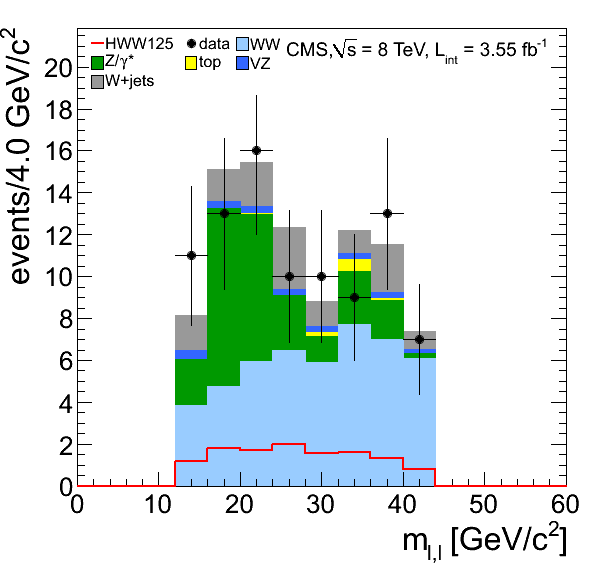 HWW125 data WW CMS,√s = 8 TeV, L_int = 3.55 fb⁻¹
Z/γ* top VZ
W+jets
events/4.0 GeV/c²
20
18
16
14
12
10
8
6
4
2
0
0 10 20 30 40 50 60
m_l,l [GeV/c²]